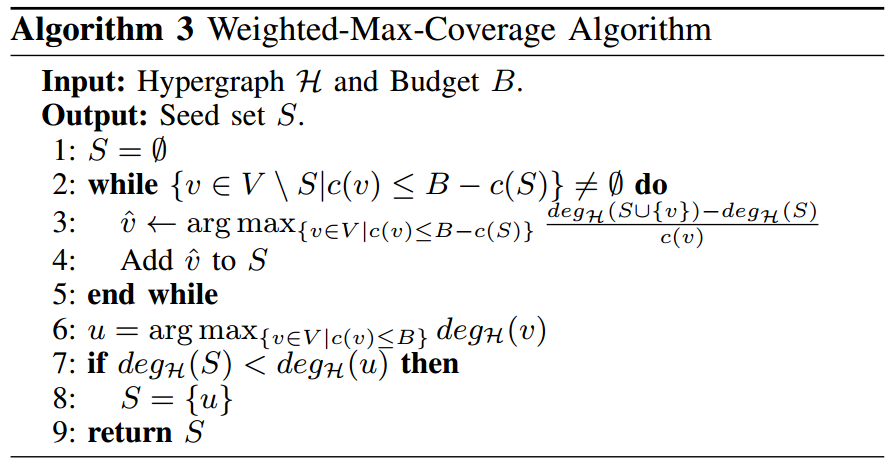 Algorithm 3 Weighted-Max-Coverage Algorithm
Input: Hypergraph $\mathcal{H}$ and Budget $B$.
Output: Seed set $S$.
1: $S = \emptyset$
2: while $\{v \in V \setminus S | c(v) \leq B - c(S)\} \neq \emptyset$ do
3: $\hat{v} \leftarrow \arg\max_{\{v \in V | c(v) \leq B - c(S)\}} \frac{deg_{\mathcal{H}}(S \cup \{v\}) - deg_{\mathcal{H}}(S)}{c(v)}$
4: Add $\hat{v}$ to $S$
5: end while
6: $u = \arg\max_{\{v \in V | c(v) \leq B\}} deg_{\mathcal{H}}(v)$
7: if $deg_{\mathcal{H}}(S) < deg_{\mathcal{H}}(u)$ then
8: $S = \{u\}$
9: return $S$